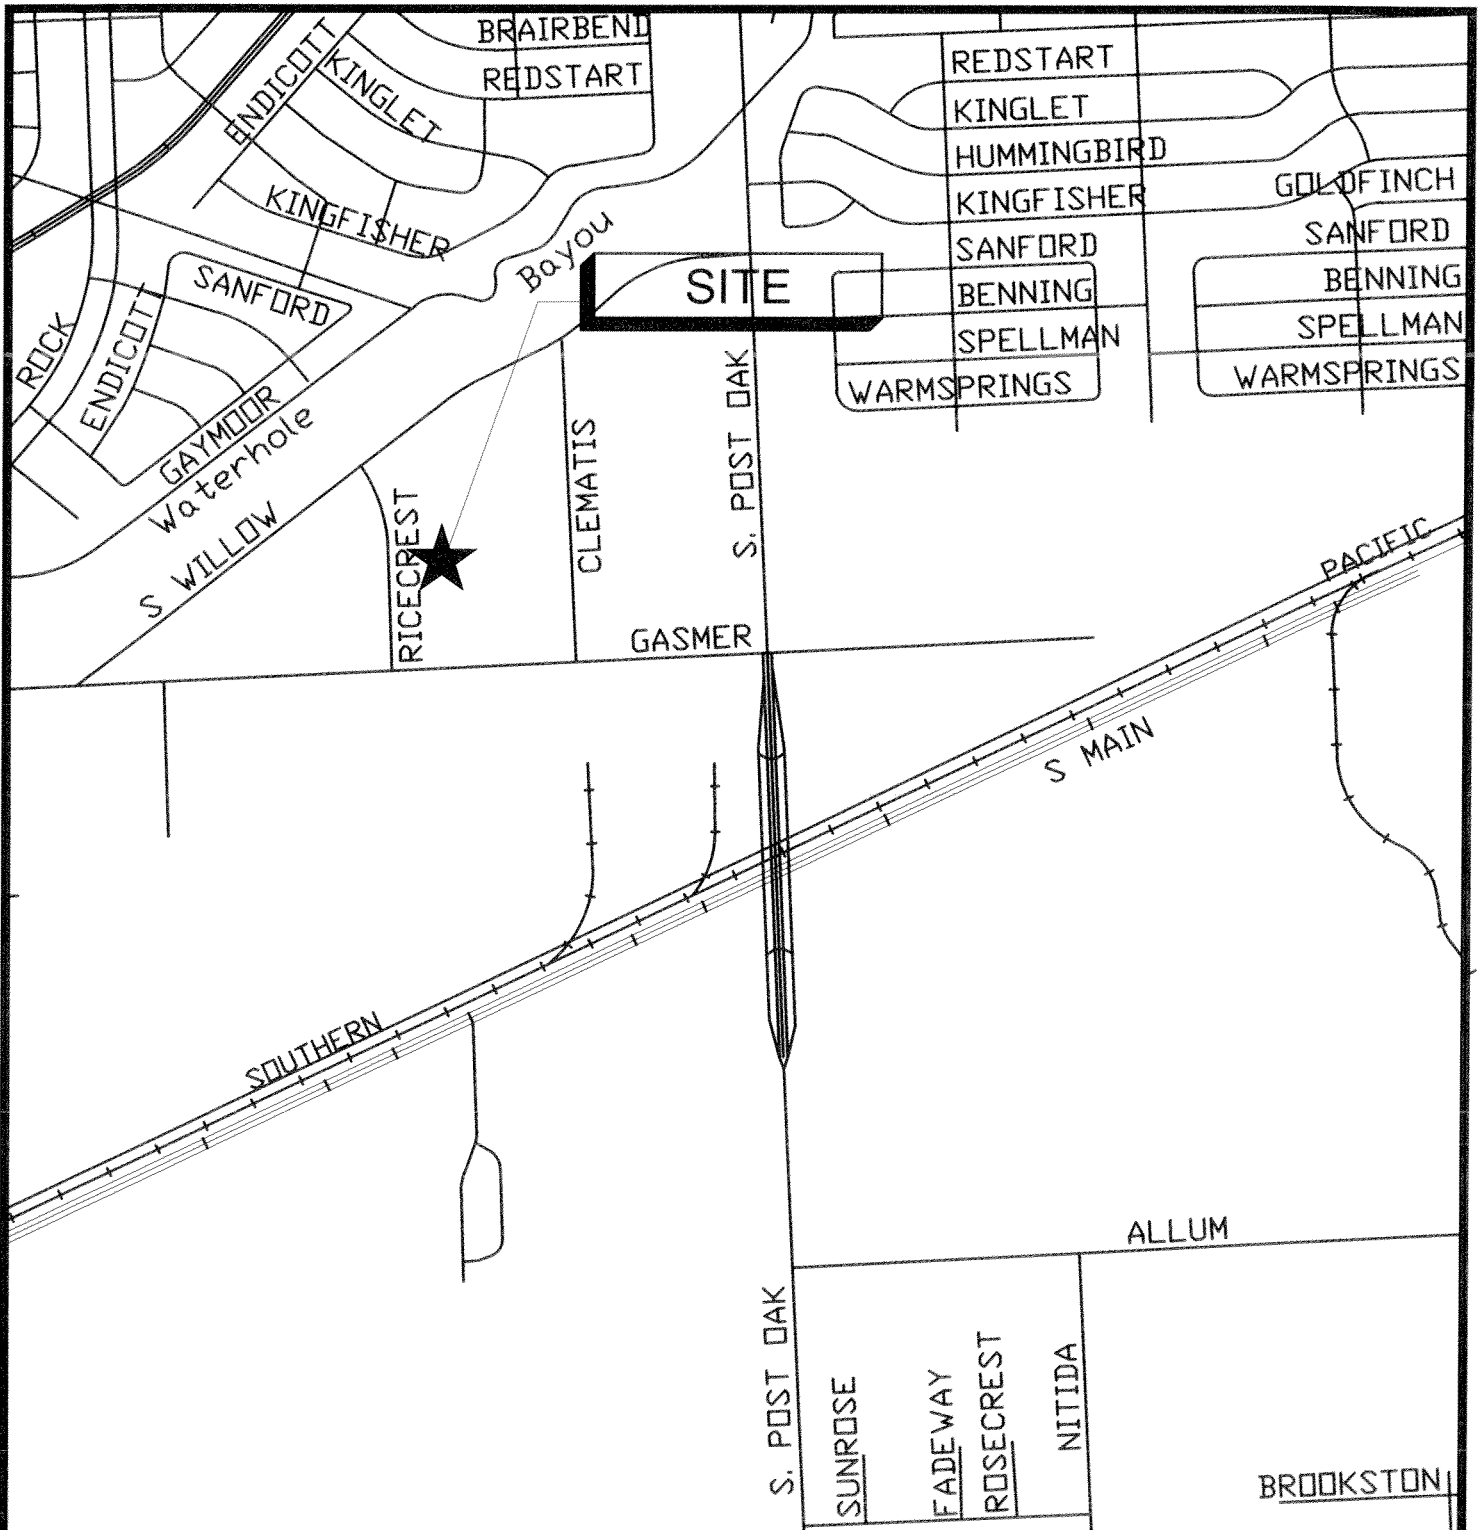 BRAIRBEND
REDSTART
ENDICOTT
KINGLET
KINGFISHER
REDSTART
KINGLET
HUMMINGBIRD
KINGFISHER
GOLDFINCH
SANFORD
SANFORD
BENNING
BENNING
SPELLMAN
SPELLMAN
WARMSPRINGS
WARMSPRINGS
Bayou
SITE
SANFORD
ROCK
ENDICOTT
GAYMOOR
Waterhole
S WILLOW
RICECREST
CLEMATIS
S. POST OAK
GASMER
PACIFIC
S MAIN
SOUTHERN
ALLUM
S. POST OAK
SUNROSE
FADEWAY
ROSECREST
NITIDA
BROOKSTON